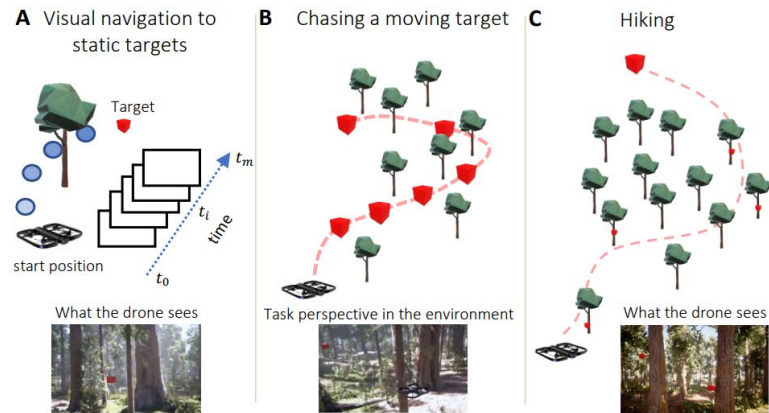 A Visual navigation to
static targets
Target
t_m
t_i
time
t_0
start position
What the drone sees
B Chasing a moving target
Task perspective in the environment
C Hiking
What the drone sees